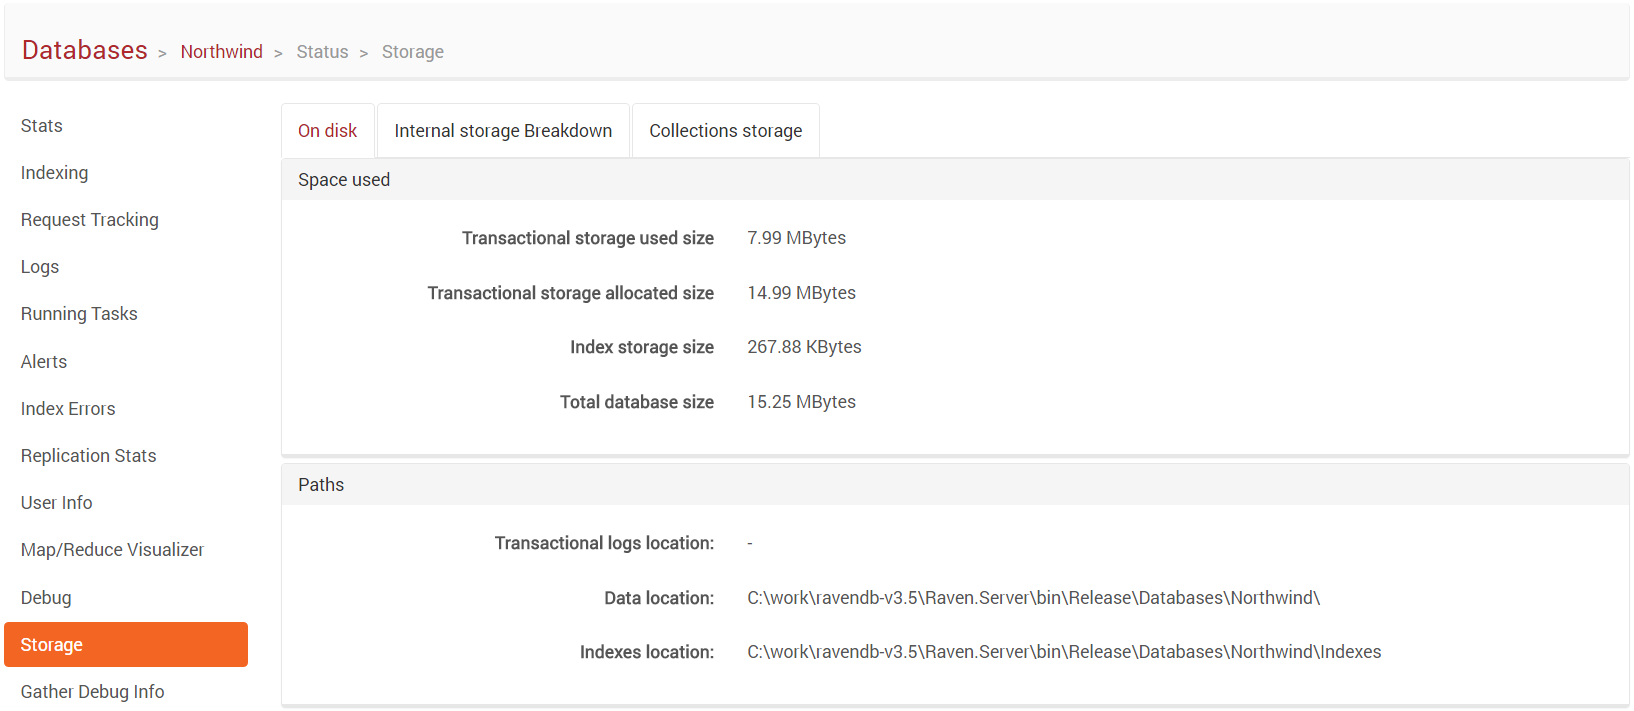 Databases > Northwind > Status > Storage
Stats
Indexing
Request Tracking
Logs
Running Tasks
Alerts
Index Errors
Replication Stats
User Info
Map/Reduce Visualizer
Debug
Storage
Gather Debug Info
On disk Internal storage Breakdown Collections storage
Space used
Transactional storage used size 7.99 MBytes
Transactional storage allocated size 14.99 MBytes
Index storage size 267.88 KBytes
Total database size 15.25 MBytes
Paths
Transactional logs location: -
Data location: C:\work\ravendb-v3.5\Raven.Server\bin\Release\Databases\Northwind\
Indexes location: C:\work\ravendb-v3.5\Raven.Server\bin\Release\Databases\Northwind\Indexes